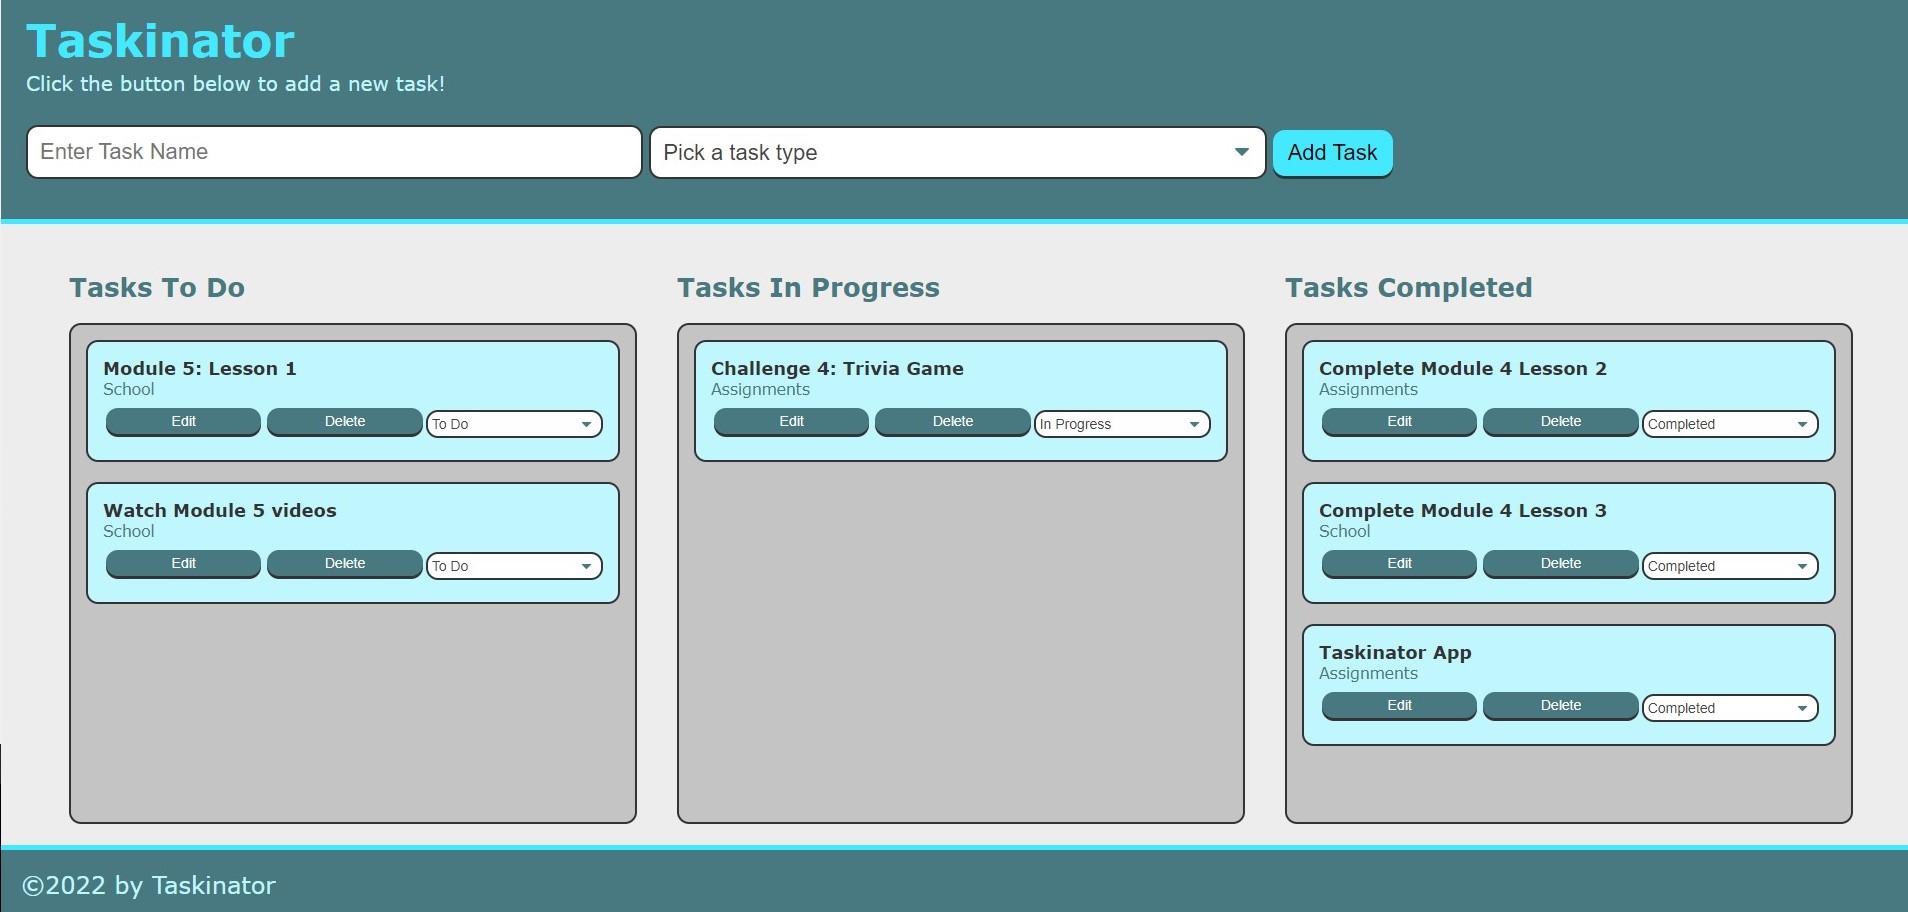 Taskinator
Click the button below to add a new task!
Enter Task Name
Pick a task type
Add Task
Tasks To Do
Module 5: Lesson 1
School
Edit
Delete
To Do
Watch Module 5 videos
School
Edit
Delete
To Do
Tasks In Progress
Challenge 4: Trivia Game
Assignments
Edit
Delete
In Progress
Tasks Completed
Complete Module 4 Lesson 2
Assignments
Edit
Delete
Completed
Complete Module 4 Lesson 3
School
Edit
Delete
Completed
Taskinator App
Assignments
Edit
Delete
Completed
©2022 by Taskinator